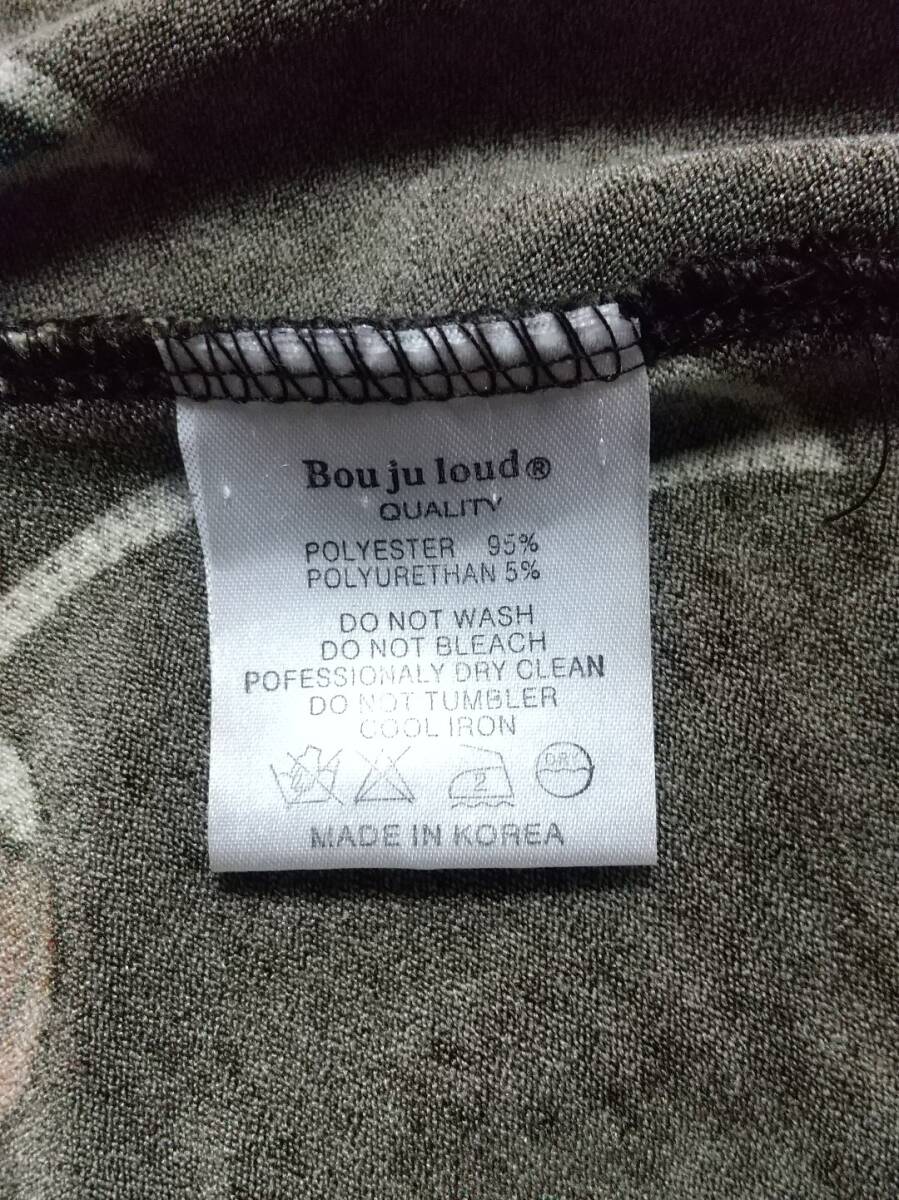 Bou ju loud®
QUALITY
POLYESTER 95%
POLYURETHAN 5%
DO NOT WASH
DO NOT BLEACH
POFESSIONALY DRY CLEAN
DO NOT TUMBLER
COOL IRON
2
MADE IN KOREA